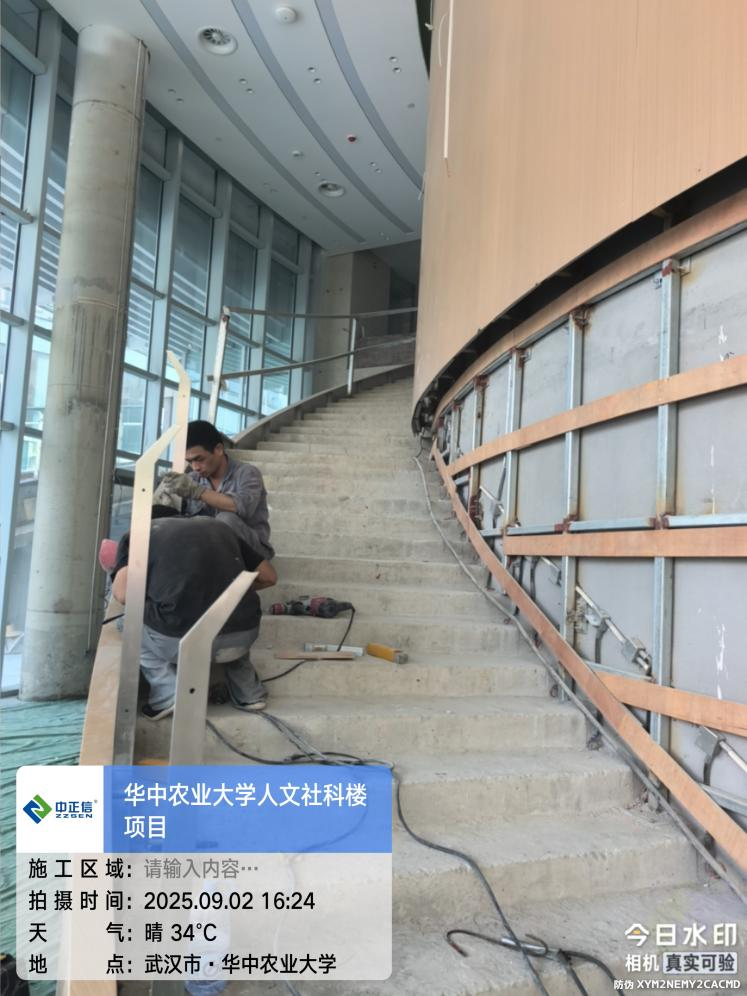 中正信®
ZZSEN
华中农业大学人文社科楼
项目
施工区域：请输入内容…
拍摄时间：2025.09.02 16:24
天气：晴 34℃
地点：武汉市·华中农业大学
今日水印
相机 真实可验
防伪 XYM2NEMY2CACMD